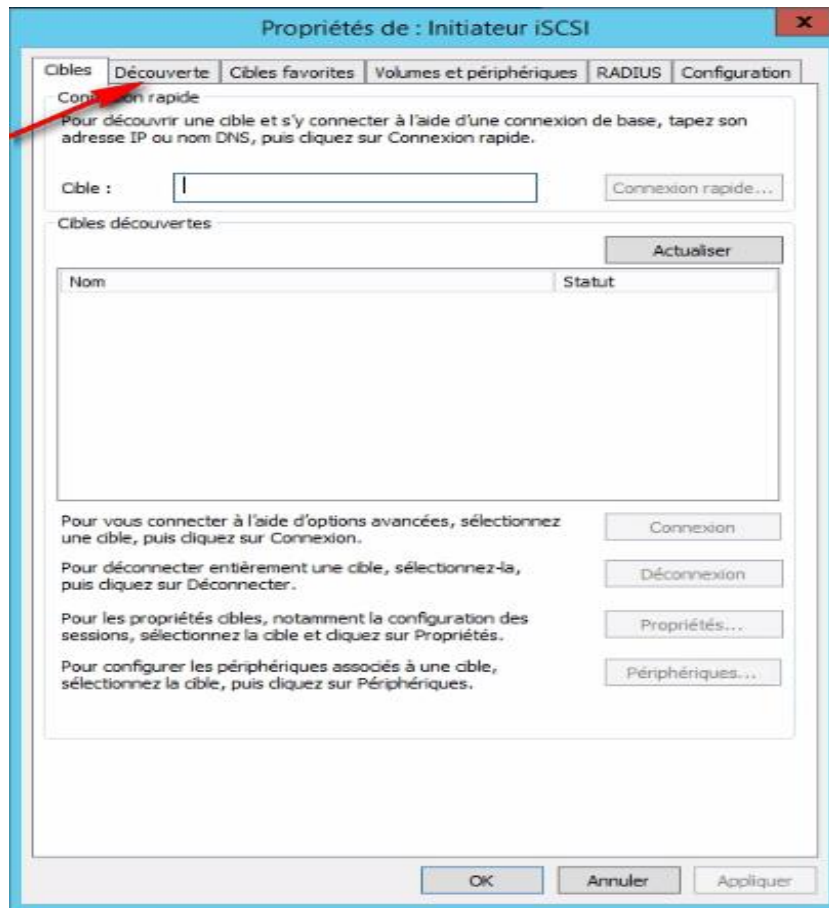 Propriétés de : Initiateur iSCSI
x
Cibles Découverte Cibles favorites Volumes et périphériques RADIUS Configuration
Connexion rapide
Pour découvrir une cible et s'y connecter à l'aide d'une connexion de base, tapez son
adresse IP ou nom DNS, puis cliquez sur Connexion rapide.
Cible :
Connexion rapide...
Cibles découvertes
Actualiser
Nom Statut
Pour vous connecter à l'aide d'options avancées, sélectionnez
une cible, puis cliquez sur Connexion.
Connexion
Pour déconnecter entièrement une cible, sélectionnez-la,
puis cliquez sur Déconnecter.
Déconnexion
Pour les propriétés cibles, notamment la configuration des
sessions, sélectionnez la cible et cliquez sur Propriétés.
Propriétés...
Pour configurer les périphériques associés à une cible,
sélectionnez la cible, puis cliquez sur Périphériques.
Périphériques...
OK Annuler Appliquer